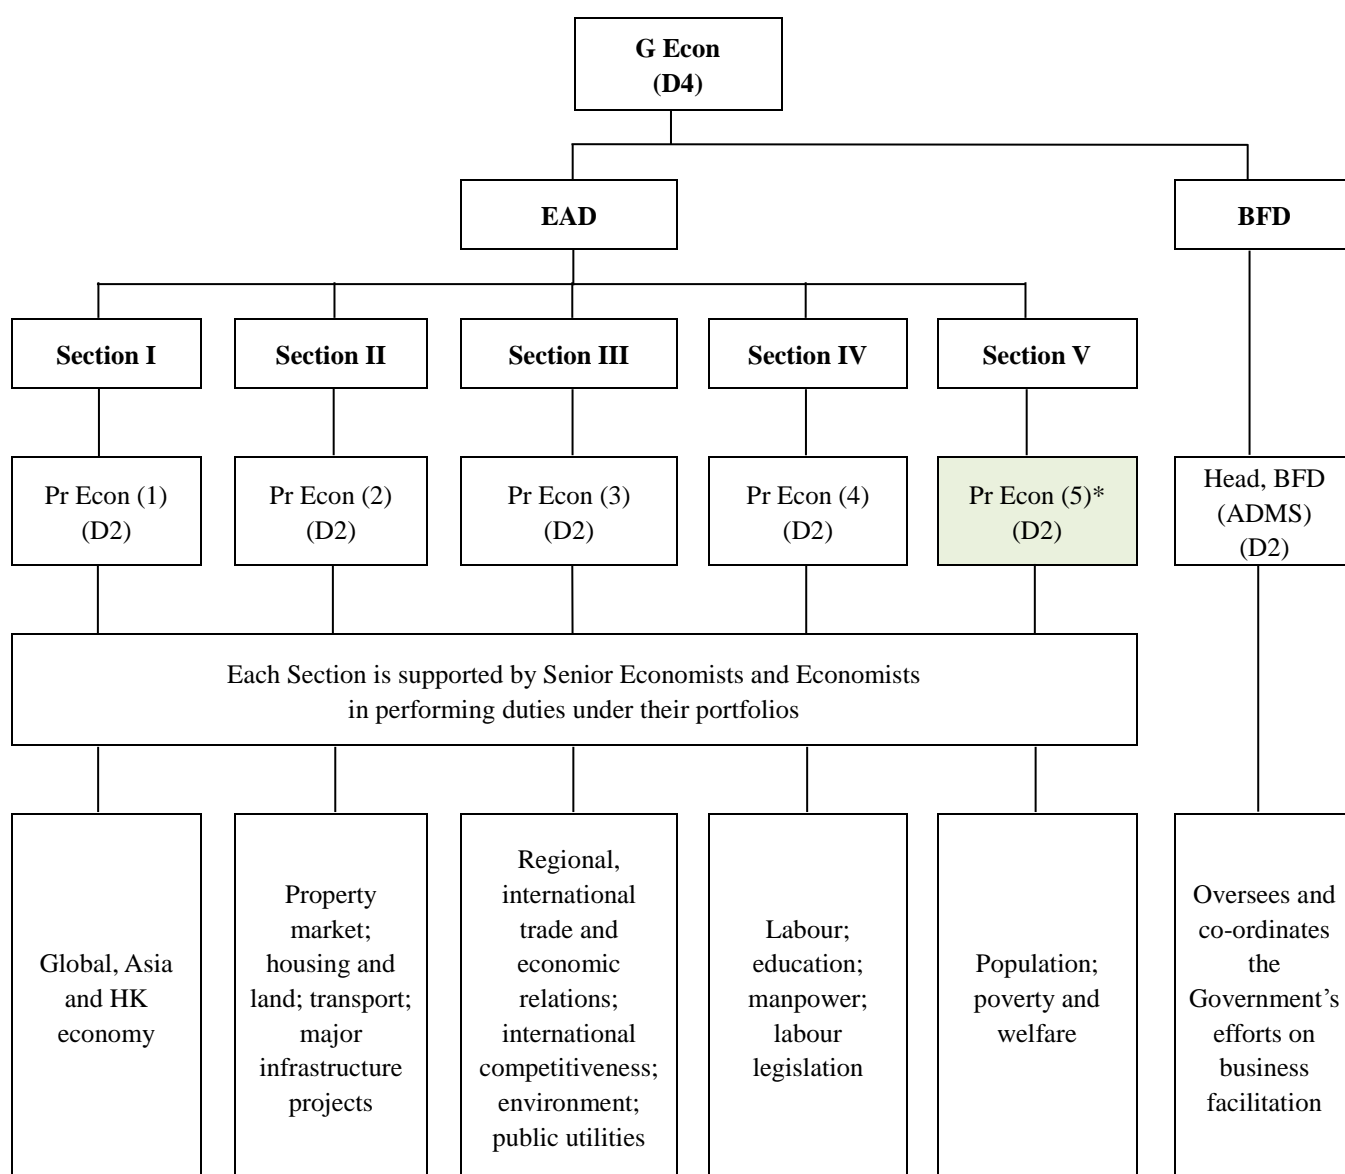 G Econ
(D4)
EAD
BFD
Section I
Section II
Section III
Section IV
Section V
Pr Econ (1)
(D2)
Pr Econ (2)
(D2)
Pr Econ (3)
(D2)
Pr Econ (4)
(D2)
Pr Econ (5)*
(D2)
Head, BFD
(ADMS)
(D2)
Each Section is supported by Senior Economists and Economists
in performing duties under their portfolios
Global, Asia
and HK
economy
Property
market;
housing and
land; transport;
major
infrastructure
projects
Regional,
international
trade and
economic
relations;
international
competitiveness;
environment;
public utilities
Labour;
education;
manpower;
labour
legislation
Population;
poverty and
welfare
Oversees and
co-ordinates
the
Government’s
efforts on
business
facilitation